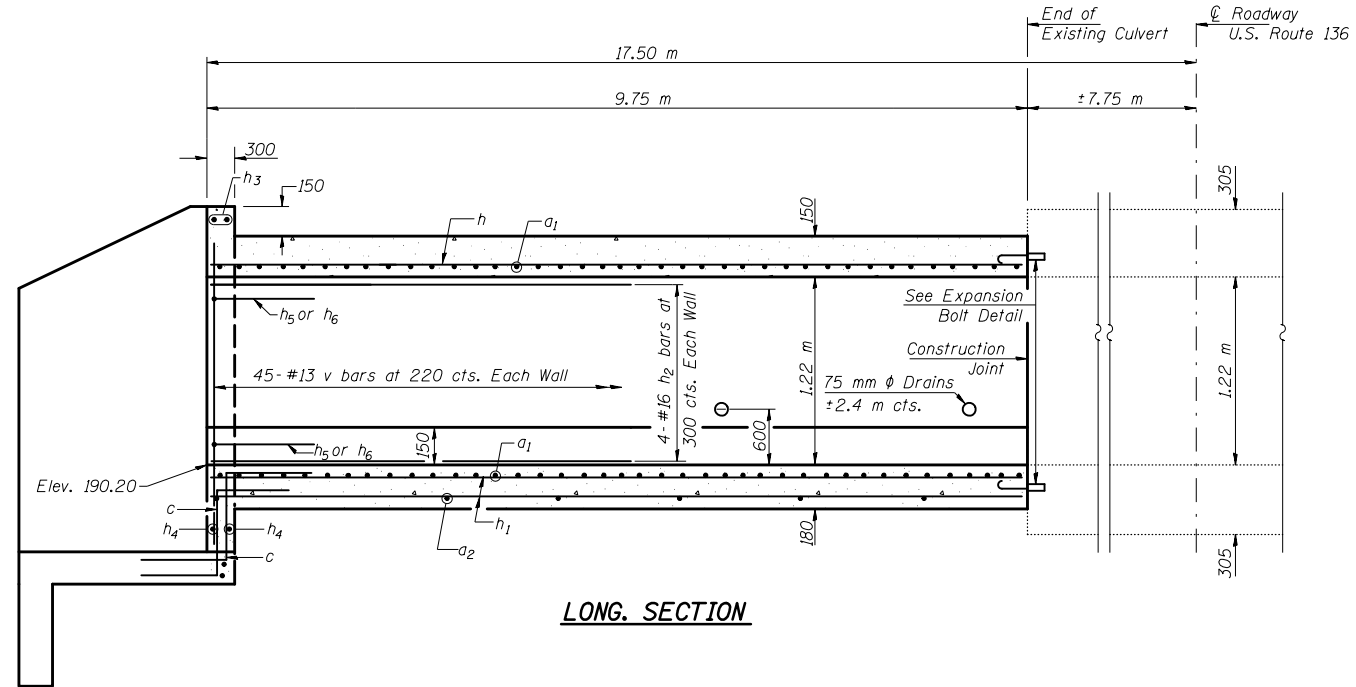 End of
Existing Culvert
℄ Roadway
U.S. Route 136
17.50 m
9.75 m
±7.75 m
300
h3
150
h
a1
150
305
h5 or h6
See Expansion
Bolt Detail
Construction
Joint
45-#13 v bars at 220 cts. Each Wall
4-#16 h2 bars at
300 cts. Each Wall
1.22 m
75 mm ϕ Drains
±2.4 m cts.
1.22 m
600
150
h5 or h6
a1
Elev. 190.20
c
h4
h4
c
h1
a2
180
305
LONG. SECTION